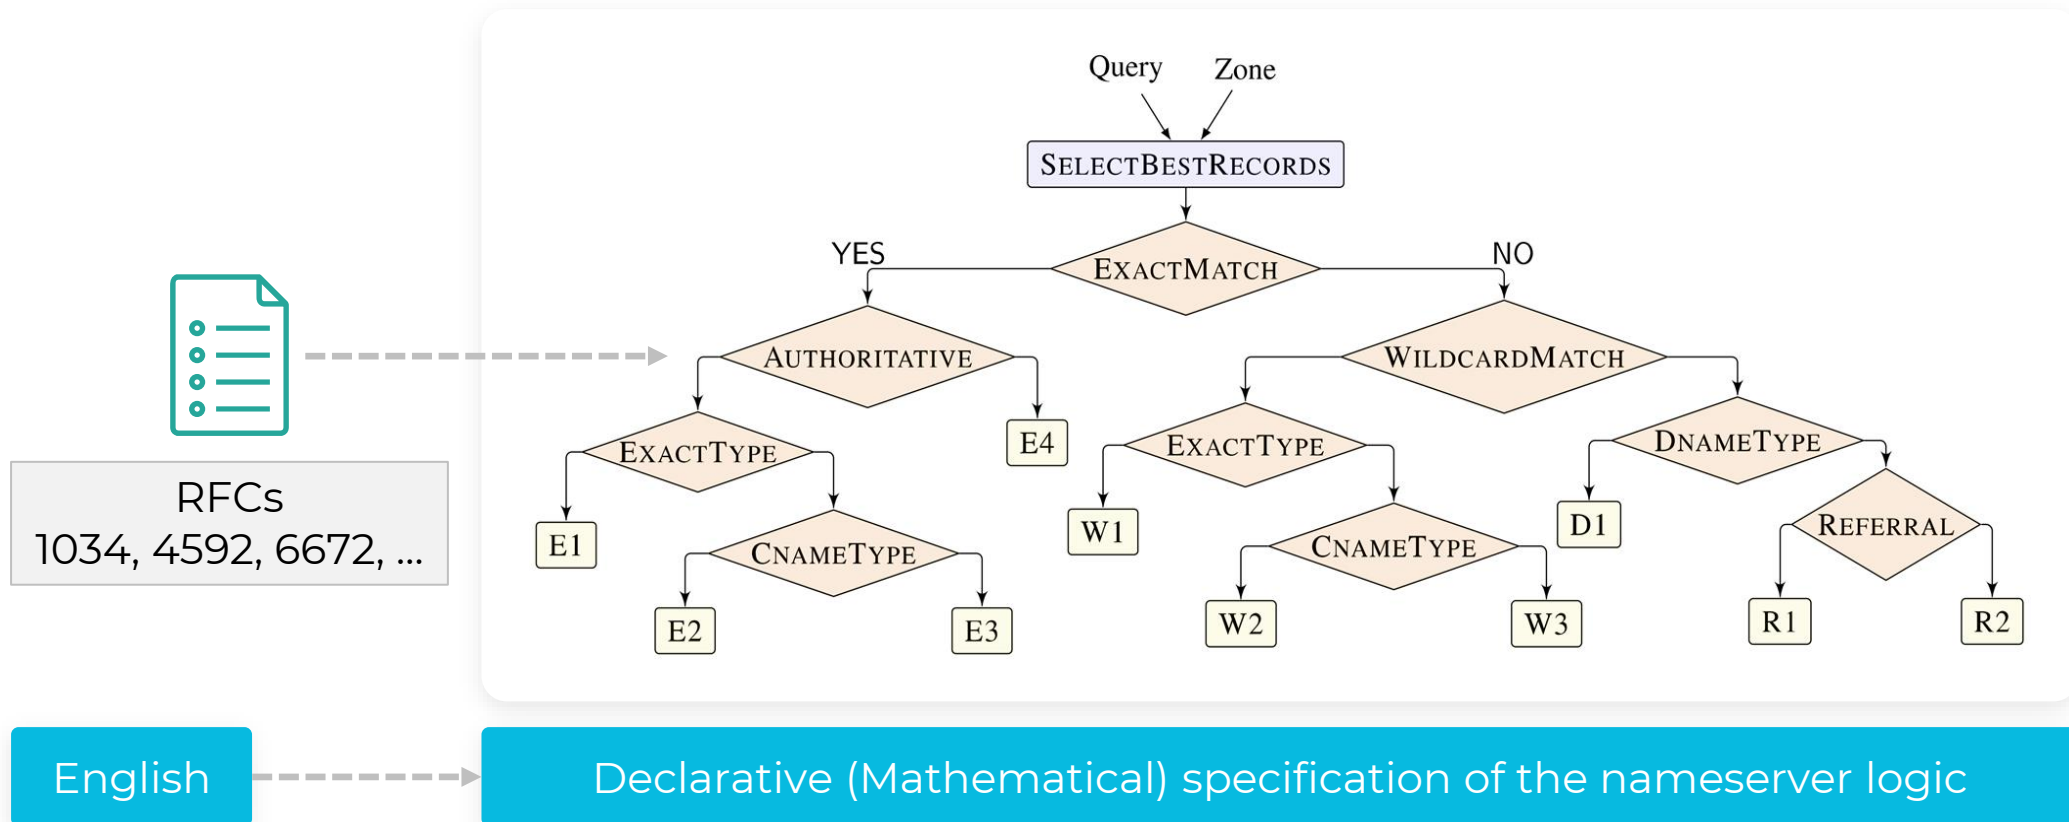 Query
Zone
SELECTBESTRECORDS
EXACTMATCH
YES
NO
AUTHORITATIVE
WILDCARDMATCH
EXACTTYPE
E4
EXACTTYPE
DNAMETYPE
E1
CNAMETYPE
W1
CNAMETYPE
D1
REFERRAL
E2
E3
W2
W3
R1
R2
RFCs
1034, 4592, 6672, ...
English
Declarative (Mathematical) specification of the nameserver logic